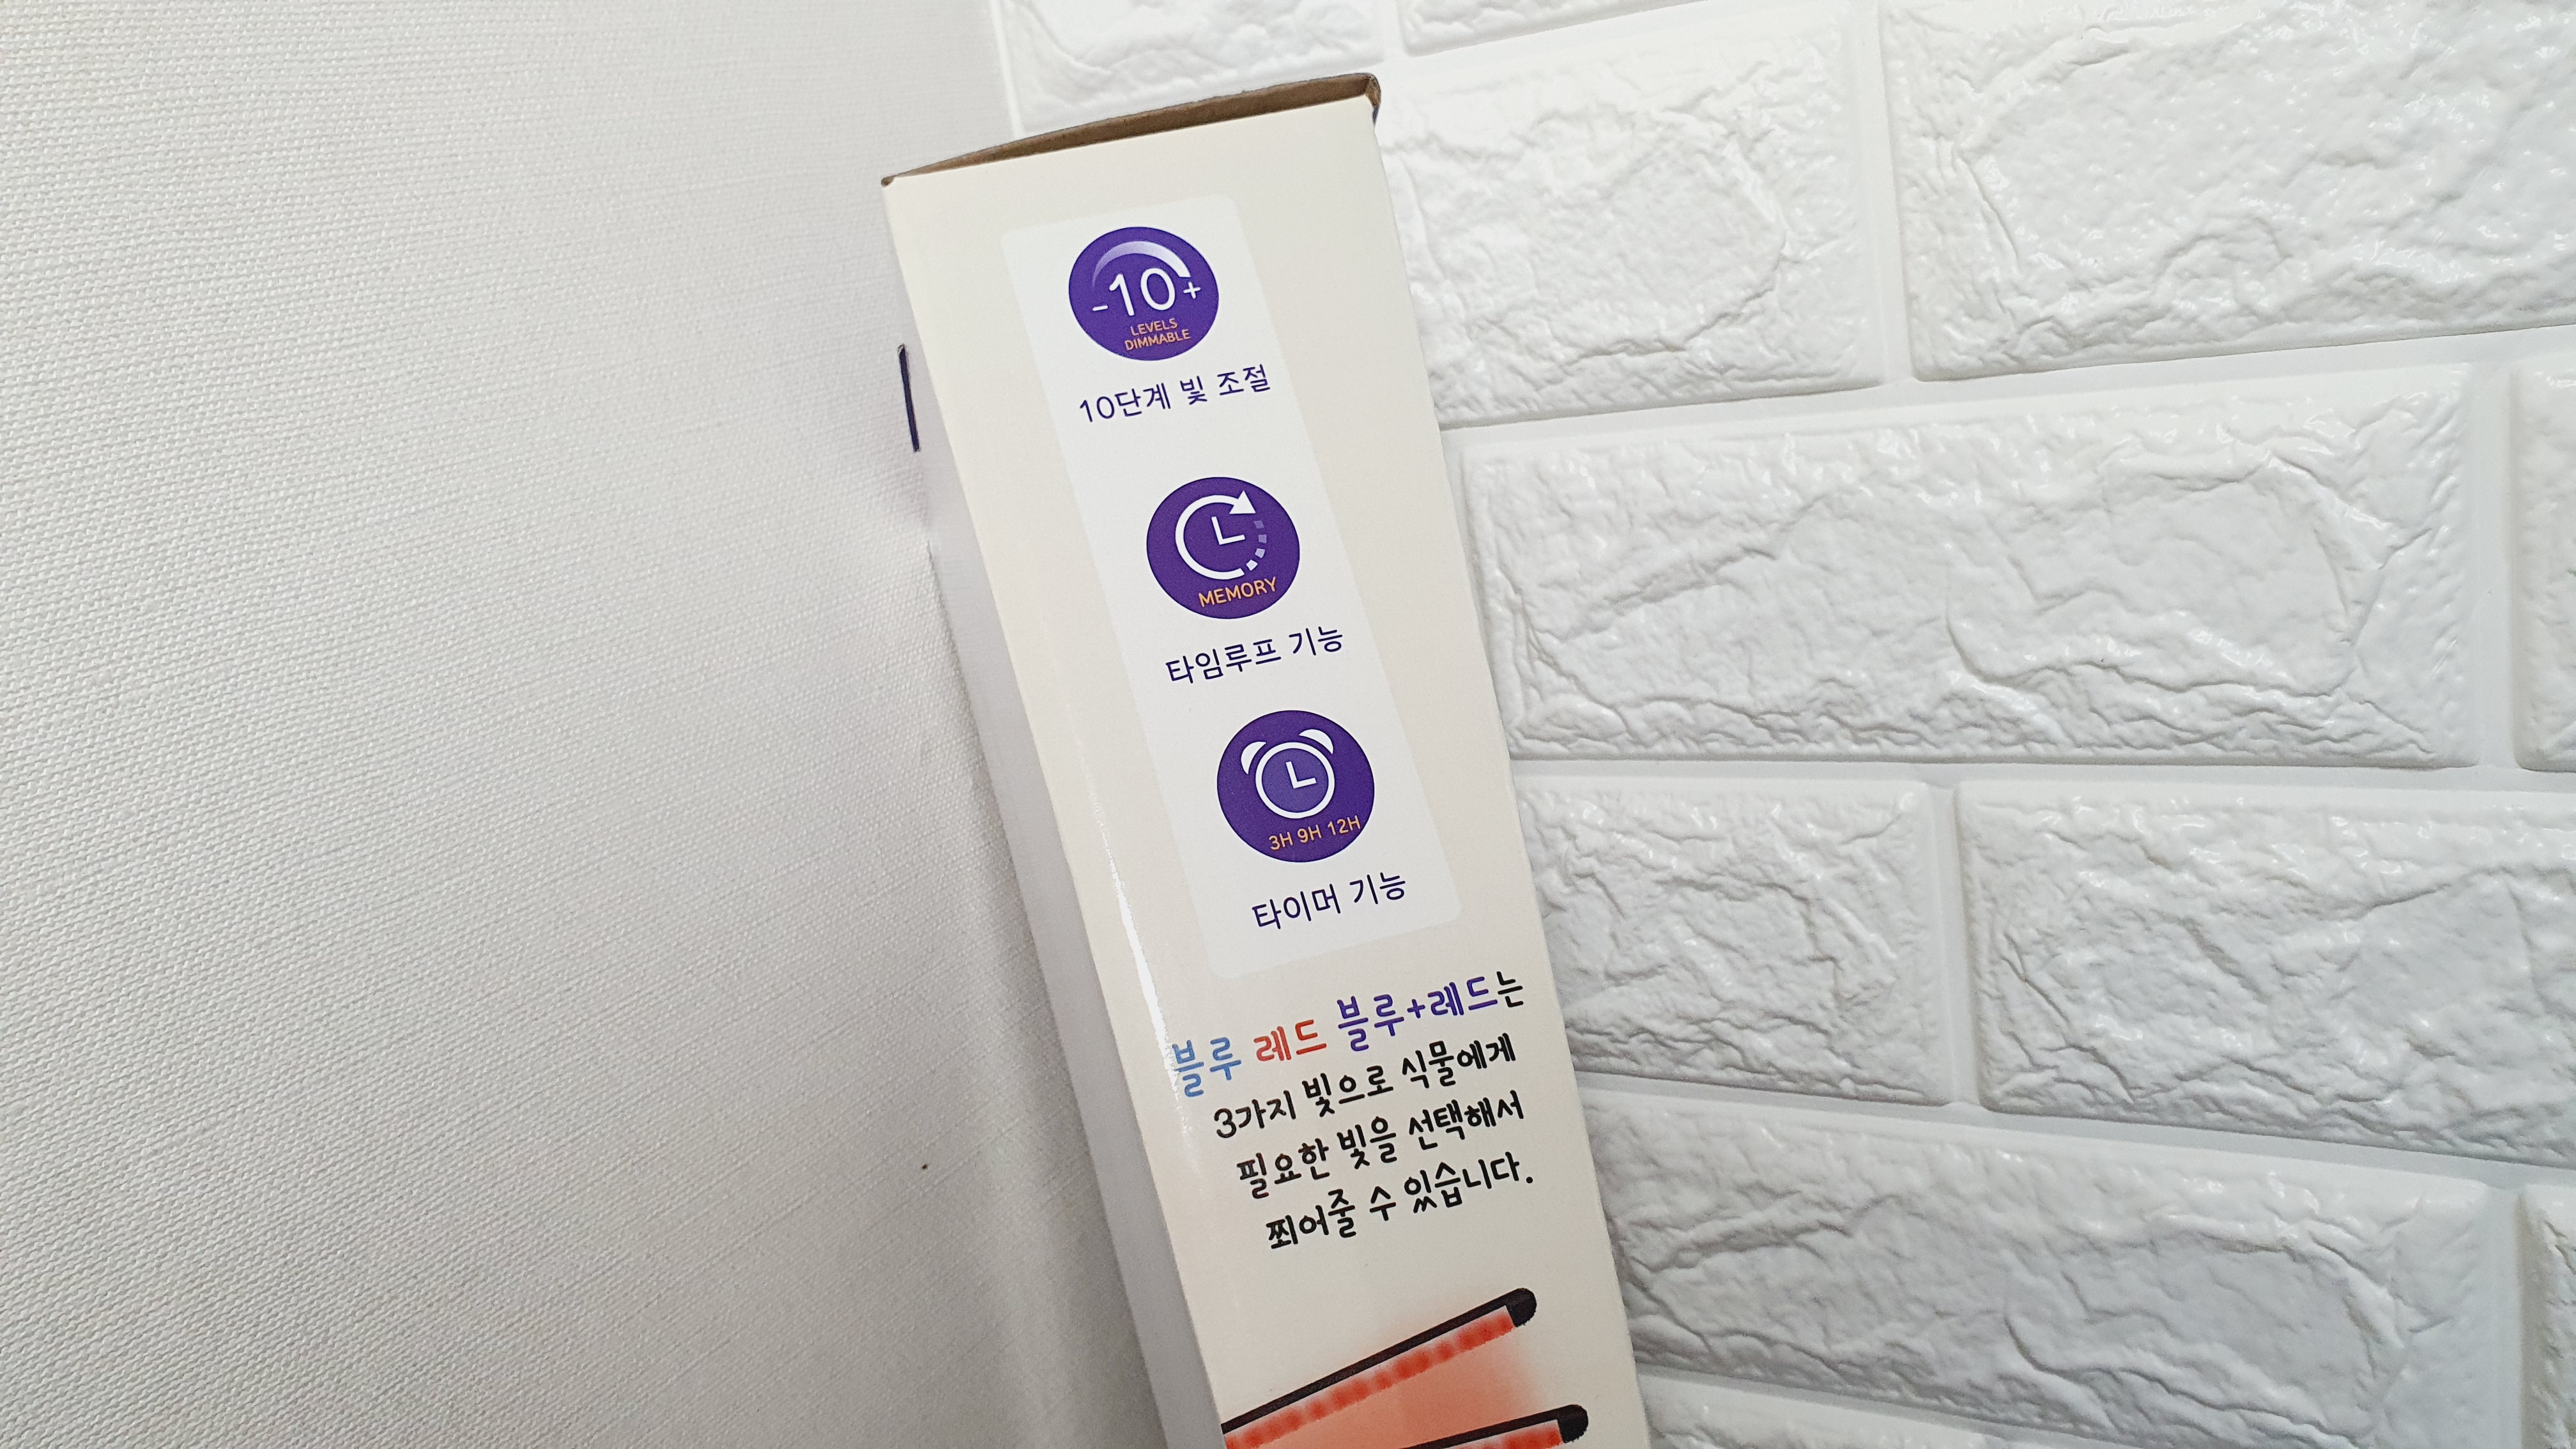 -10+
LEVELS
DIMMABLE
10단계 빛 조절
MEMORY
타임루프 기능
3H 9H 12H
타이머 기능
블루 레드 블루+레드는
3가지 빛으로 식물에게
필요한 빛을 선택해서
쬐어줄 수 있습니다.